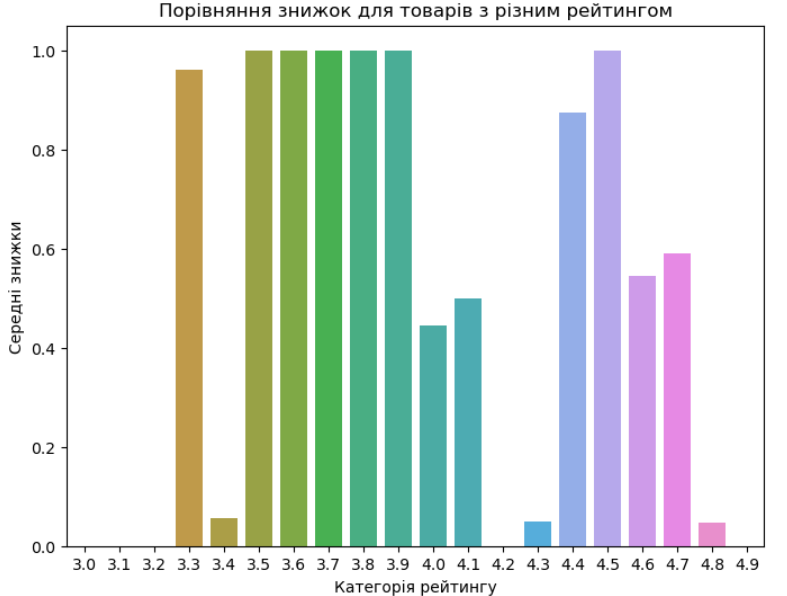 Порівняння знижок для товарів з різним рейтингом
Середні знижки
1.0
0.8
0.6
0.4
0.2
0.0
3.0 3.1 3.2 3.3 3.4 3.5 3.6 3.7 3.8 3.9 4.0 4.1 4.2 4.3 4.4 4.5 4.6 4.7 4.8 4.9
Категорія рейтингу